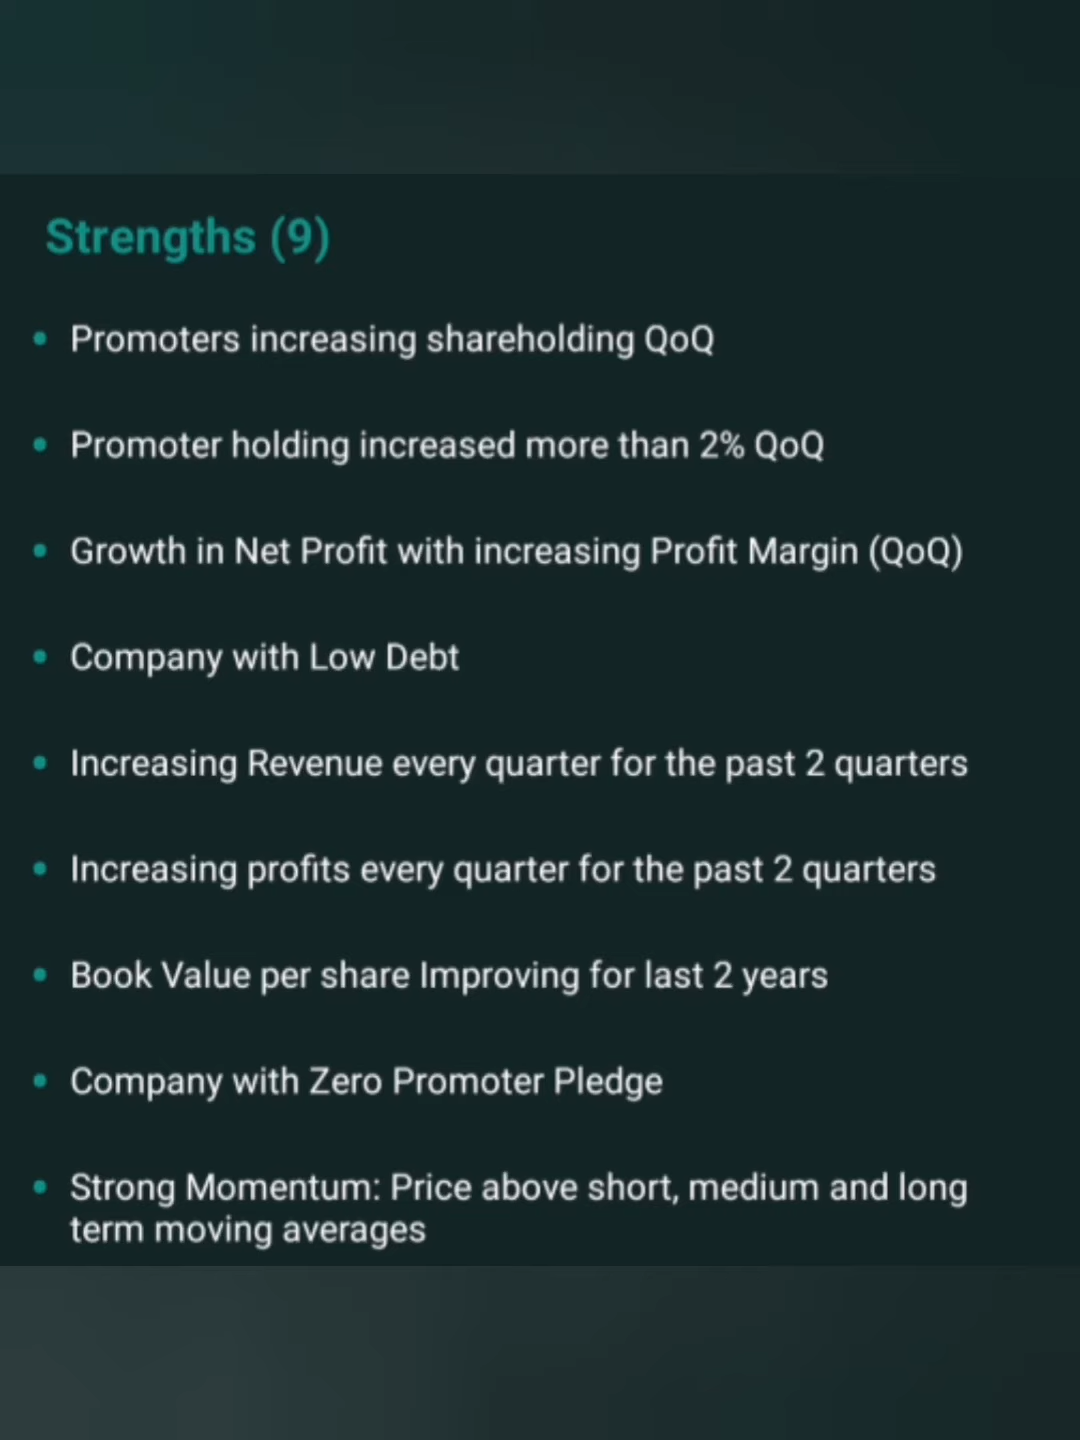 Strengths (9)
Promoters increasing shareholding QoQ
Promoter holding increased more than 2% QoQ
Growth in Net Profit with increasing Profit Margin (QoQ)
Company with Low Debt
Increasing Revenue every quarter for the past 2 quarters
Increasing profits every quarter for the past 2 quarters
Book Value per share Improving for last 2 years
Company with Zero Promoter Pledge
Strong Momentum: Price above short, medium and long
term moving averages